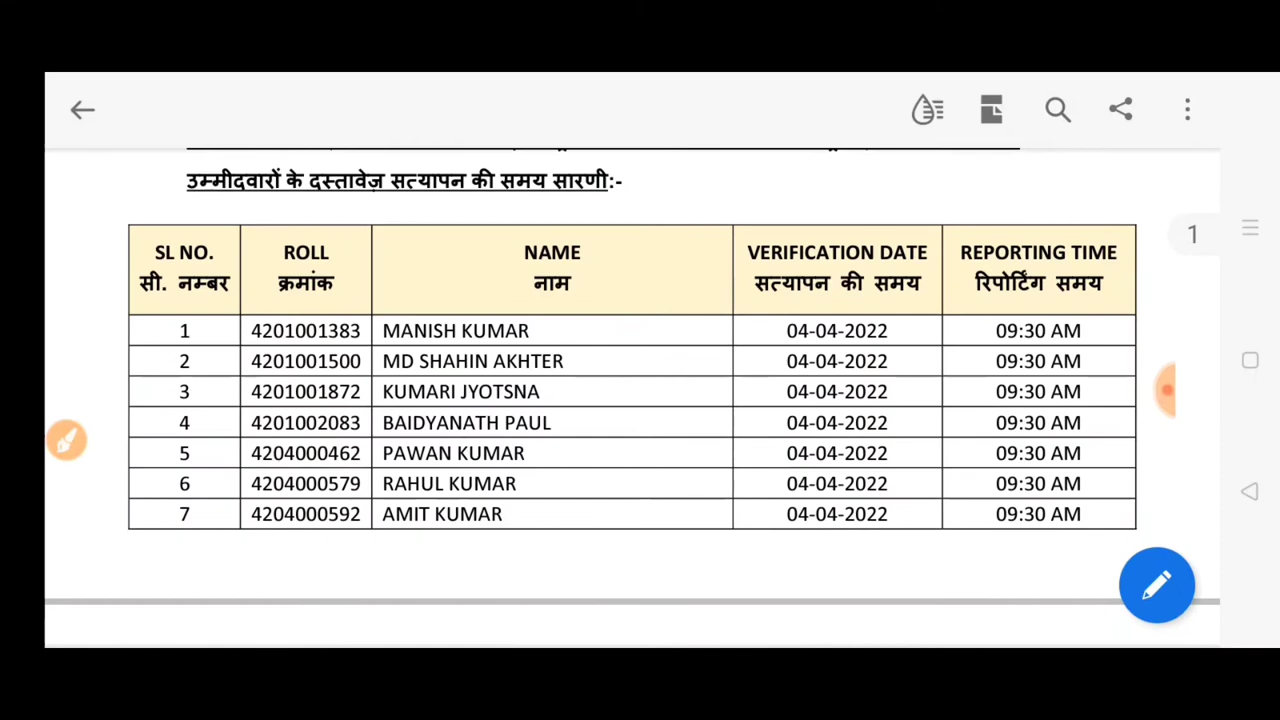 उम्मीदवारों के दस्तावेज़ सत्यापन की समय सारणी:-
1
SL NO. ROLL NAME VERIFICATION DATE REPORTING TIME
सी. नम्बर क्रमांक नाम सत्यापन की समय रिपोर्टिंग समय
1 4201001383 MANISH KUMAR 04-04-2022 09:30 AM
2 4201001500 MD SHAHIN AKHTER 04-04-2022 09:30 AM
3 4201001872 KUMARI JYOTSNA 04-04-2022 09:30 AM
4 4201002083 BAIDYANATH PAUL 04-04-2022 09:30 AM
5 4204000462 PAWAN KUMAR 04-04-2022 09:30 AM
6 4204000579 RAHUL KUMAR 04-04-2022 09:30 AM
7 4204000592 AMIT KUMAR 04-04-2022 09:30 AM